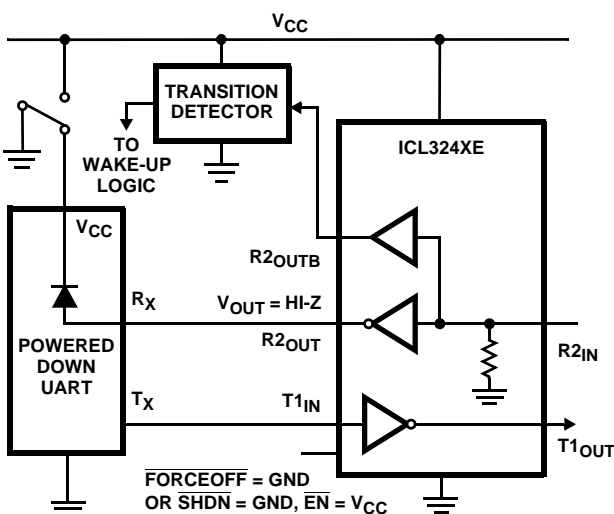 VCC
TRANSITION
DETECTOR
TO
WAKE-UP
LOGIC
ICL324XE
VCC
R2OUTB
RX
VOUT = HI-Z
POWERED
DOWN
UART
R2OUT
R2IN
TX
T1IN
T1OUT
FORCEOFF = GND
OR SHDN = GND, EN = VCC